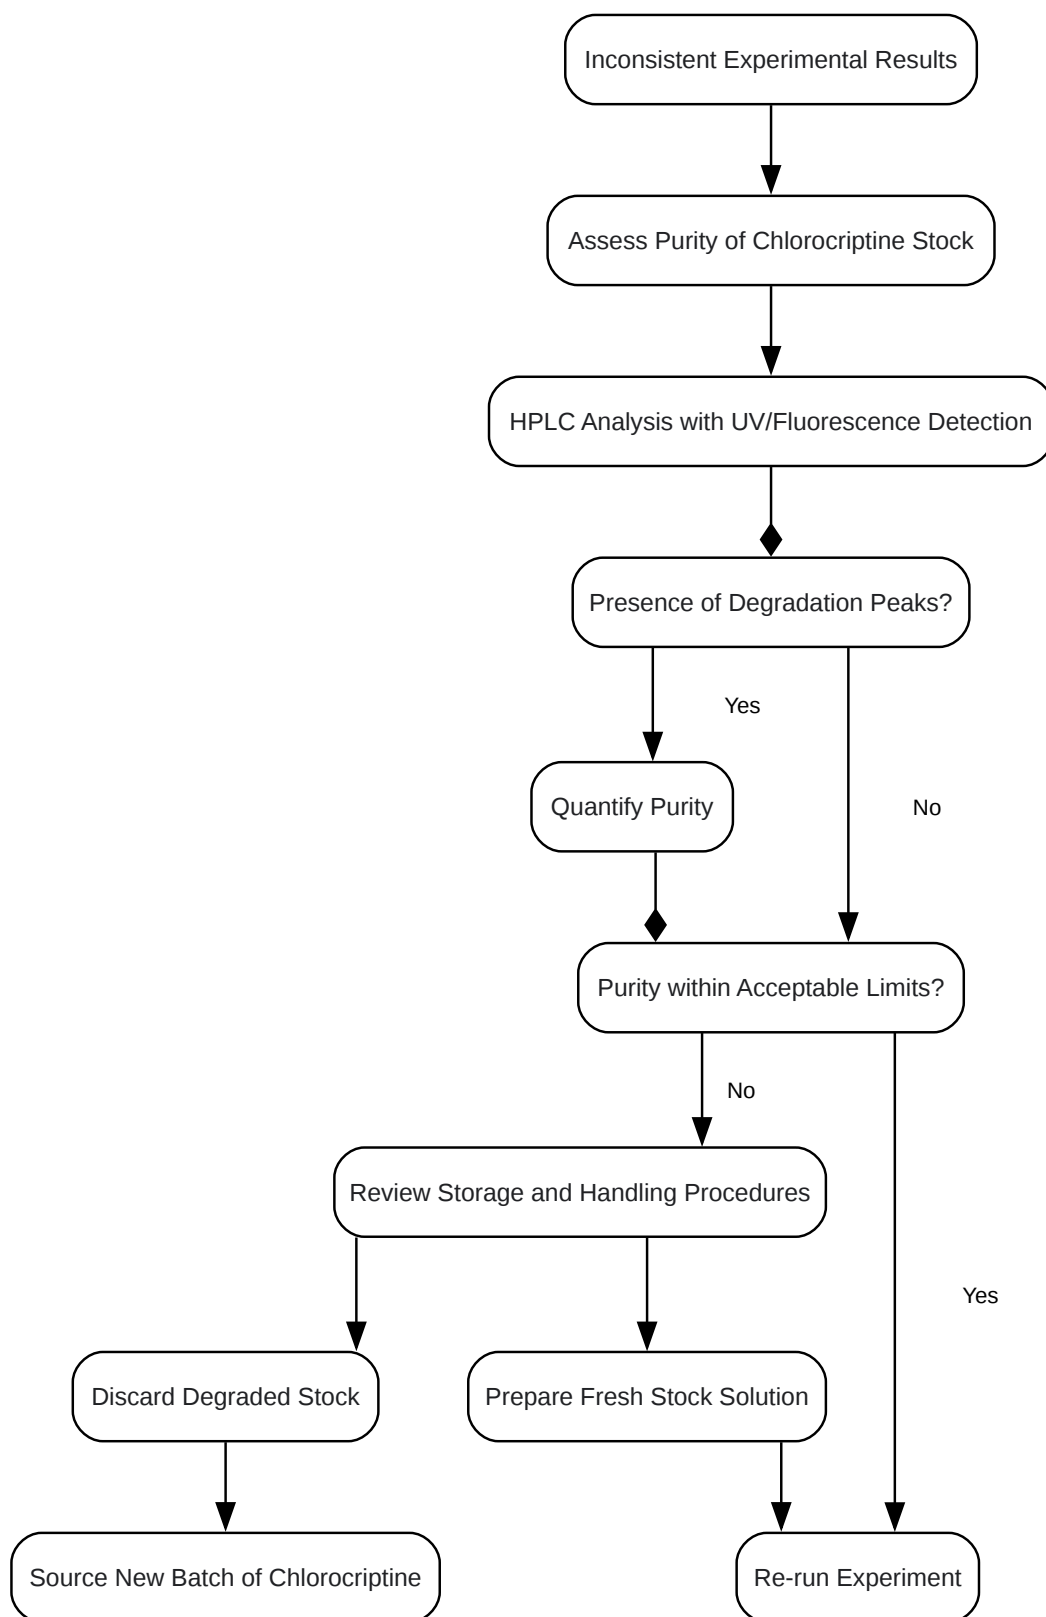 Inconsistent Experimental Results
Assess Purity of Chlorocriptine Stock
HPLC Analysis with UV/Fluorescence Detection
Presence of Degradation Peaks?
Yes
Quantify Purity
No
Purity within Acceptable Limits?
No
Review Storage and Handling Procedures
Yes
Discard Degraded Stock
Prepare Fresh Stock Solution
Source New Batch of Chlorocriptine
Re-run Experiment